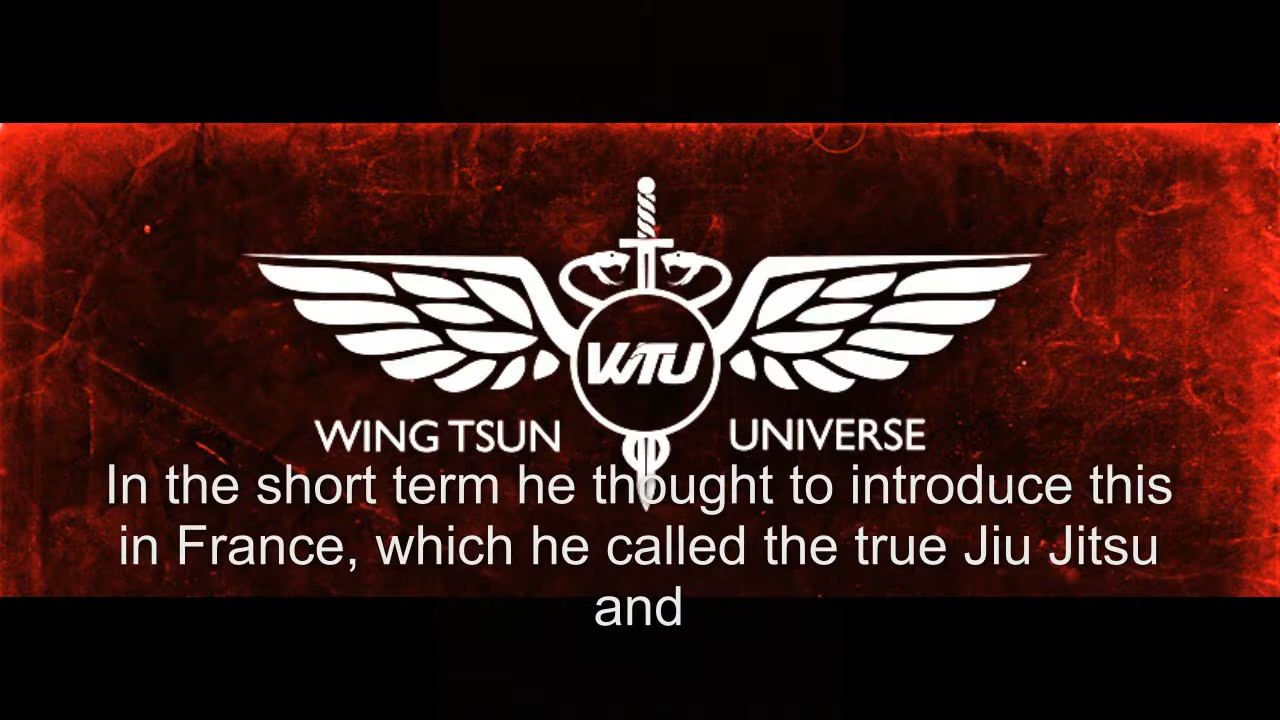 WTU
WING TSUN UNIVERSE
In the short term he thought to introduce this
in France, which he called the true Jiu Jitsu
and